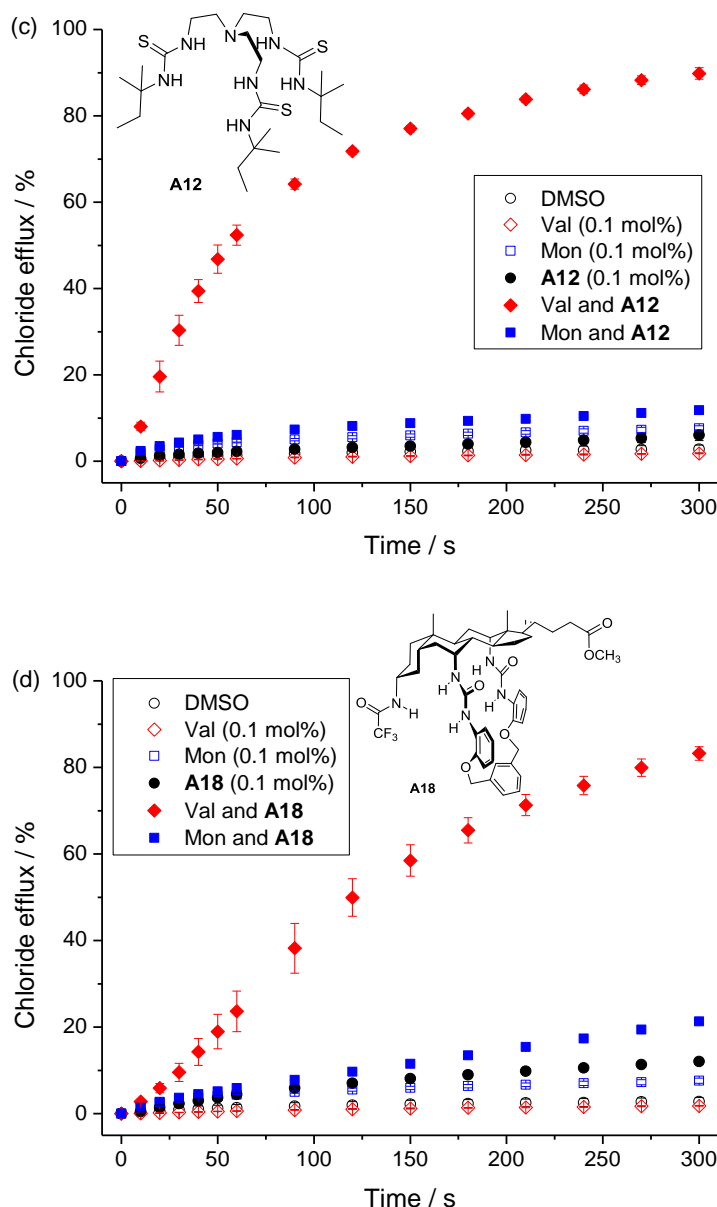 (c)
S
NH
HN
S
NH
N
NH
HN
S
HN
HN
A12
Chloride efflux / %
100
80
60
40
20
0
DMSO
Val (0.1 mol%)
Mon (0.1 mol%)
A12 (0.1 mol%)
Val and A12
Mon and A12
0 50 100 150 200 250 300
Time / s
(d)
O
OCH3
N-H
N-H
O
O
CF3
H-N
N-H
O
H-N
N-H
O
O
A18
Chloride efflux / %
100
80
60
40
20
0
DMSO
Val (0.1 mol%)
Mon (0.1 mol%)
A18 (0.1 mol%)
Val and A18
Mon and A18
0 50 100 150 200 250 300
Time / s